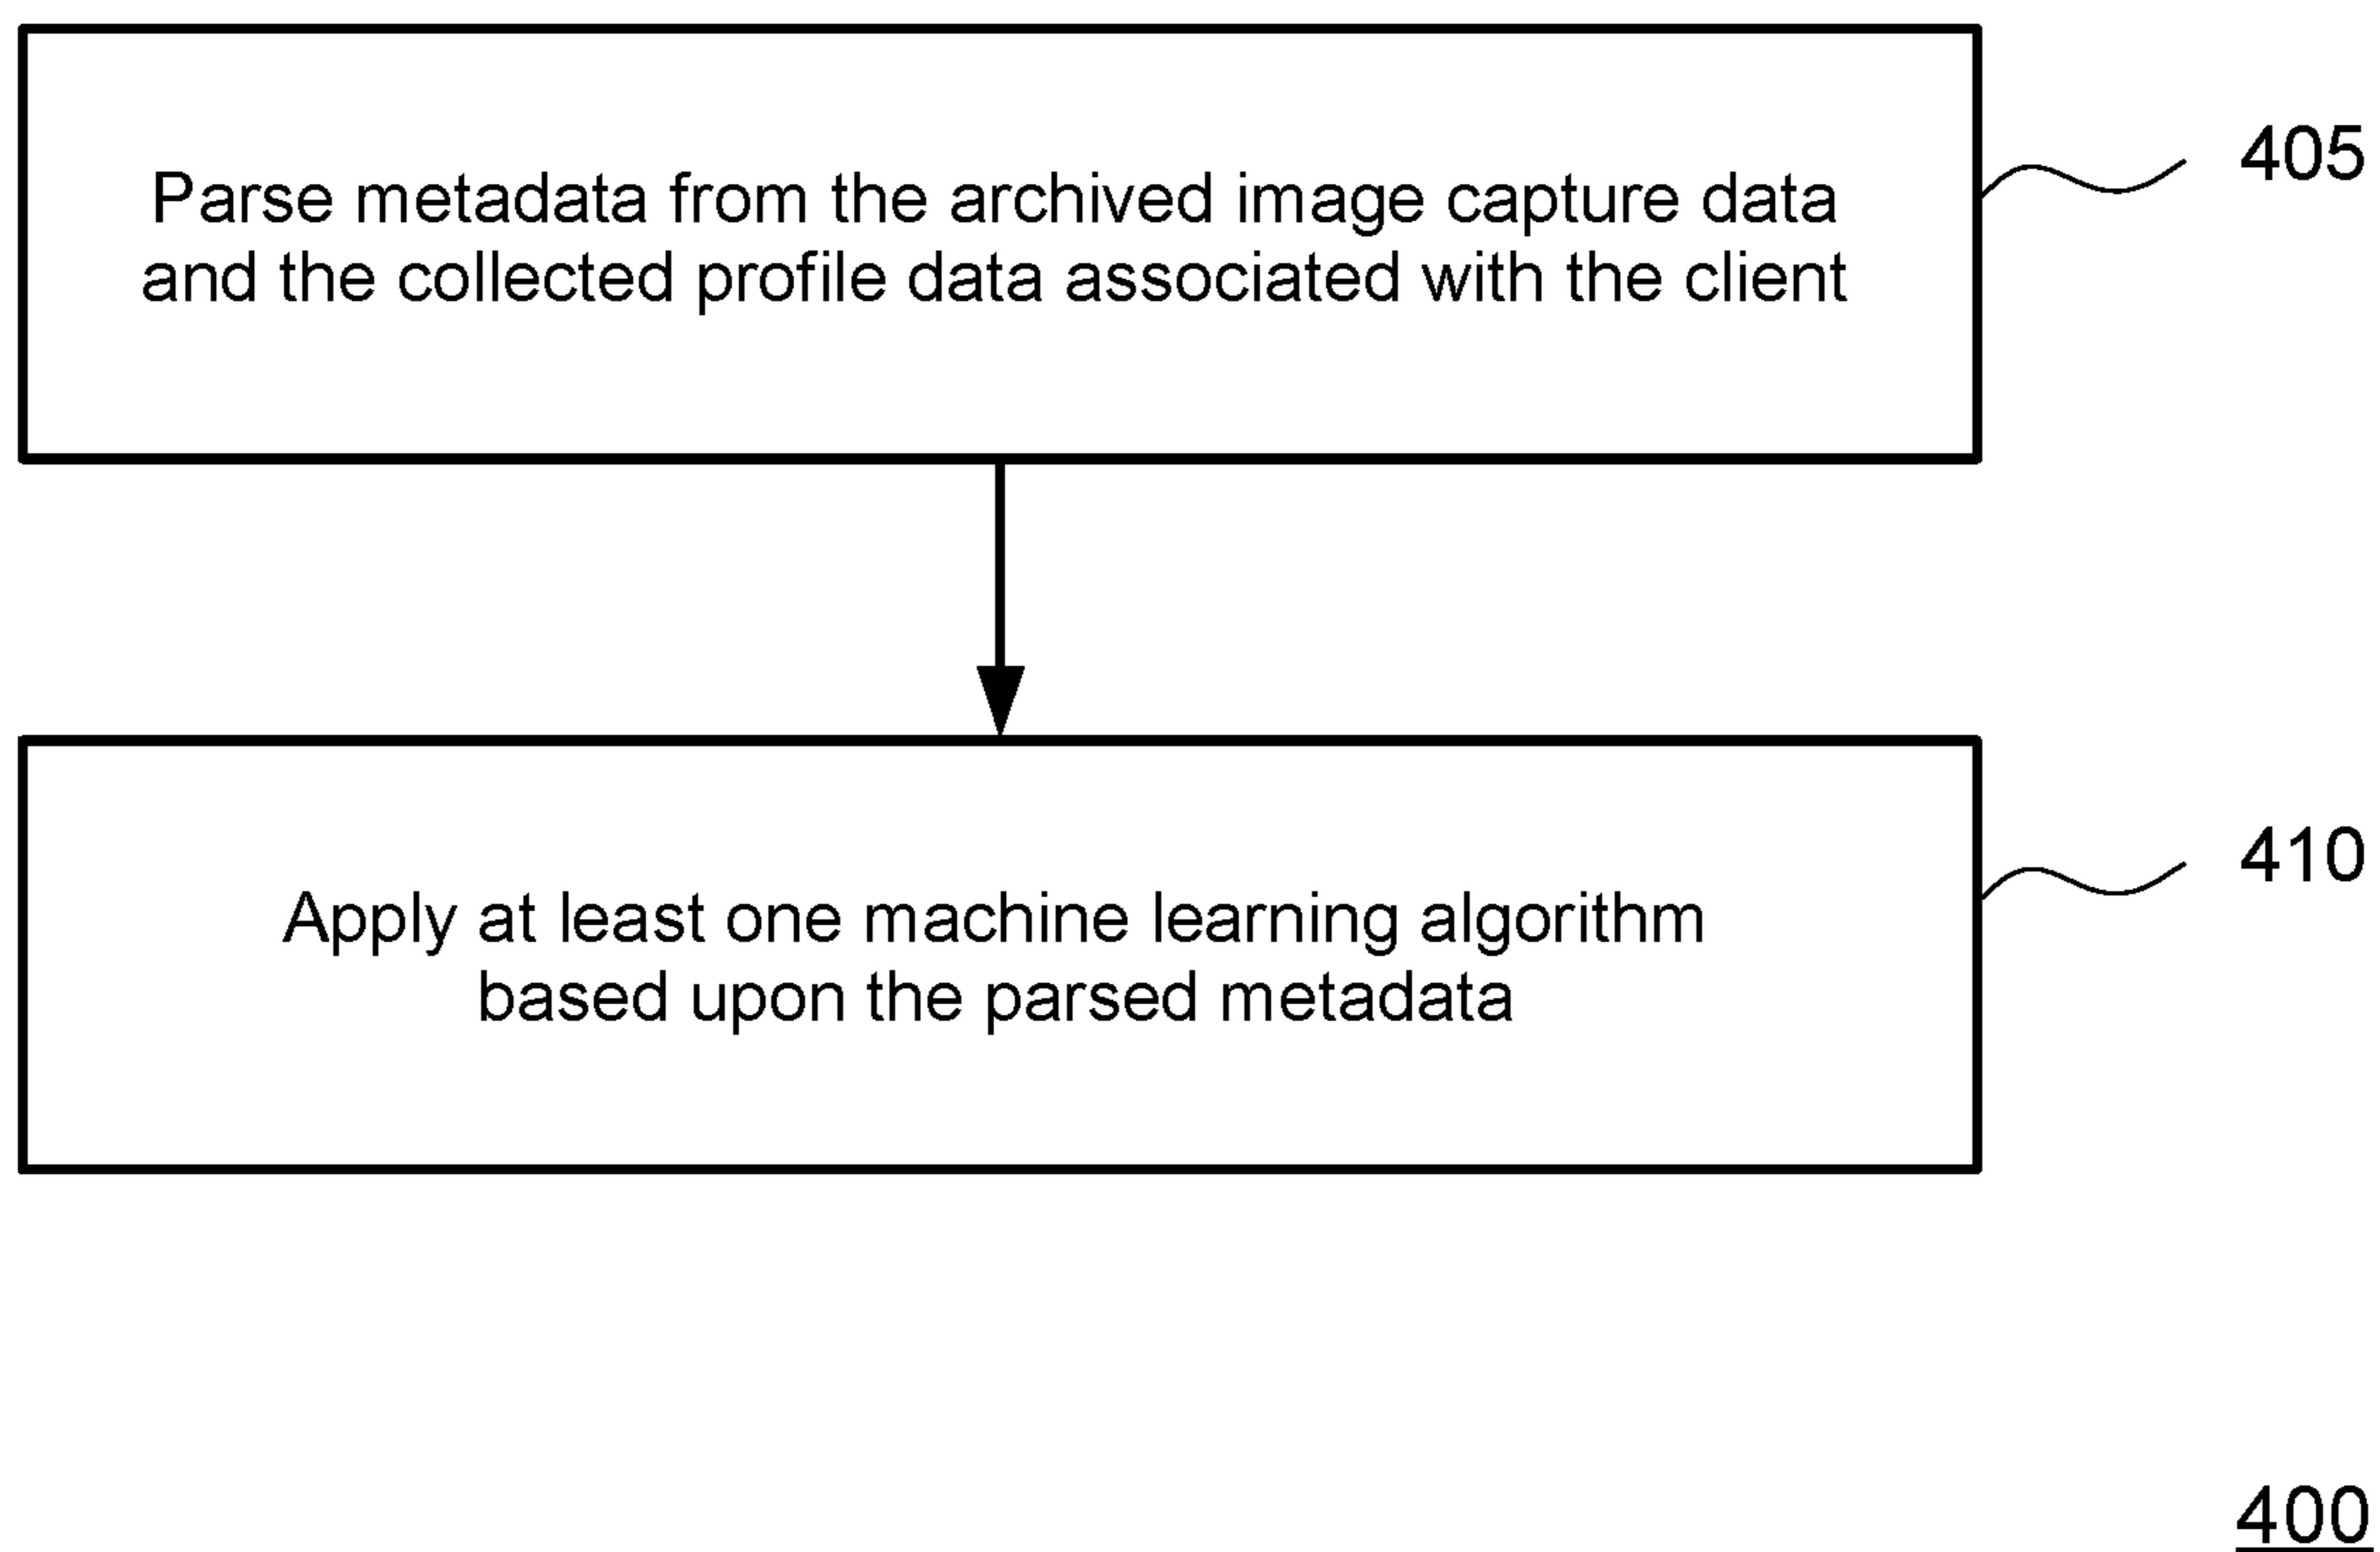 Parse metadata from the archived image capture data
and the collected profile data associated with the client
405
Apply at least one machine learning algorithm
based upon the parsed metadata
410
400